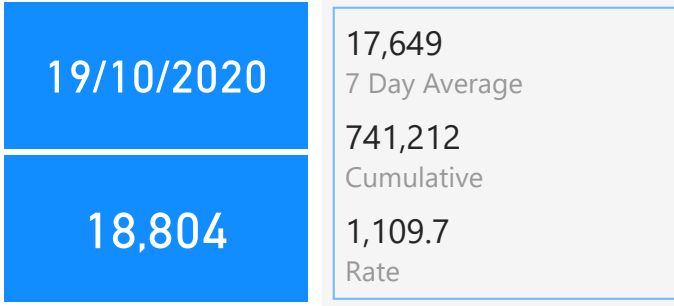 19/10/2020
18,804
17,649
7 Day Average
741,212
Cumulative
1,109.7
Rate